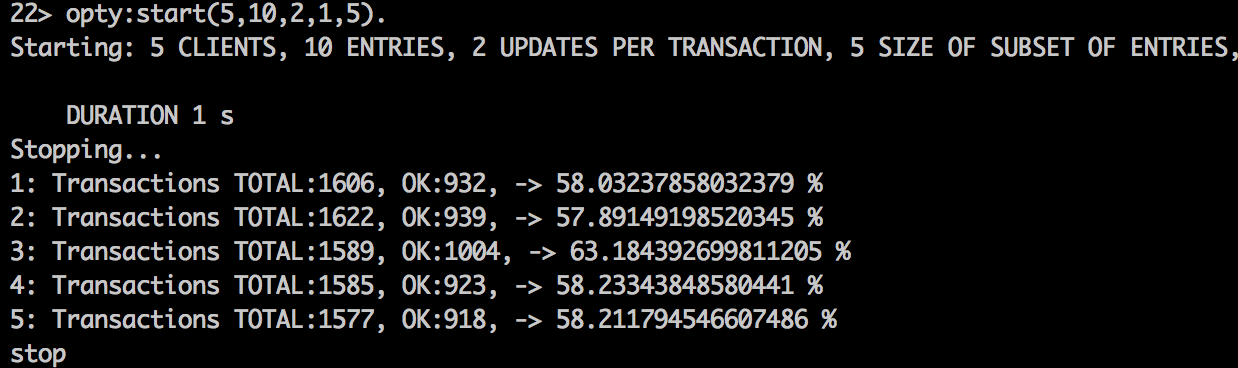 22> opty:start(5,10,2,1,5).
Starting: 5 CLIENTS, 10 ENTRIES, 2 UPDATES PER TRANSACTION, 5 SIZE OF SUBSET OF ENTRIES,
DURATION 1 s
Stopping...
1: Transactions TOTAL:1606, OK:932, -> 58.03237858032379 %
2: Transactions TOTAL:1622, OK:939, -> 57.89149198520345 %
3: Transactions TOTAL:1589, OK:1004, -> 63.184392699811205 %
4: Transactions TOTAL:1585, OK:923, -> 58.23343848580441 %
5: Transactions TOTAL:1577, OK:918, -> 58.211794546607486 %
stop